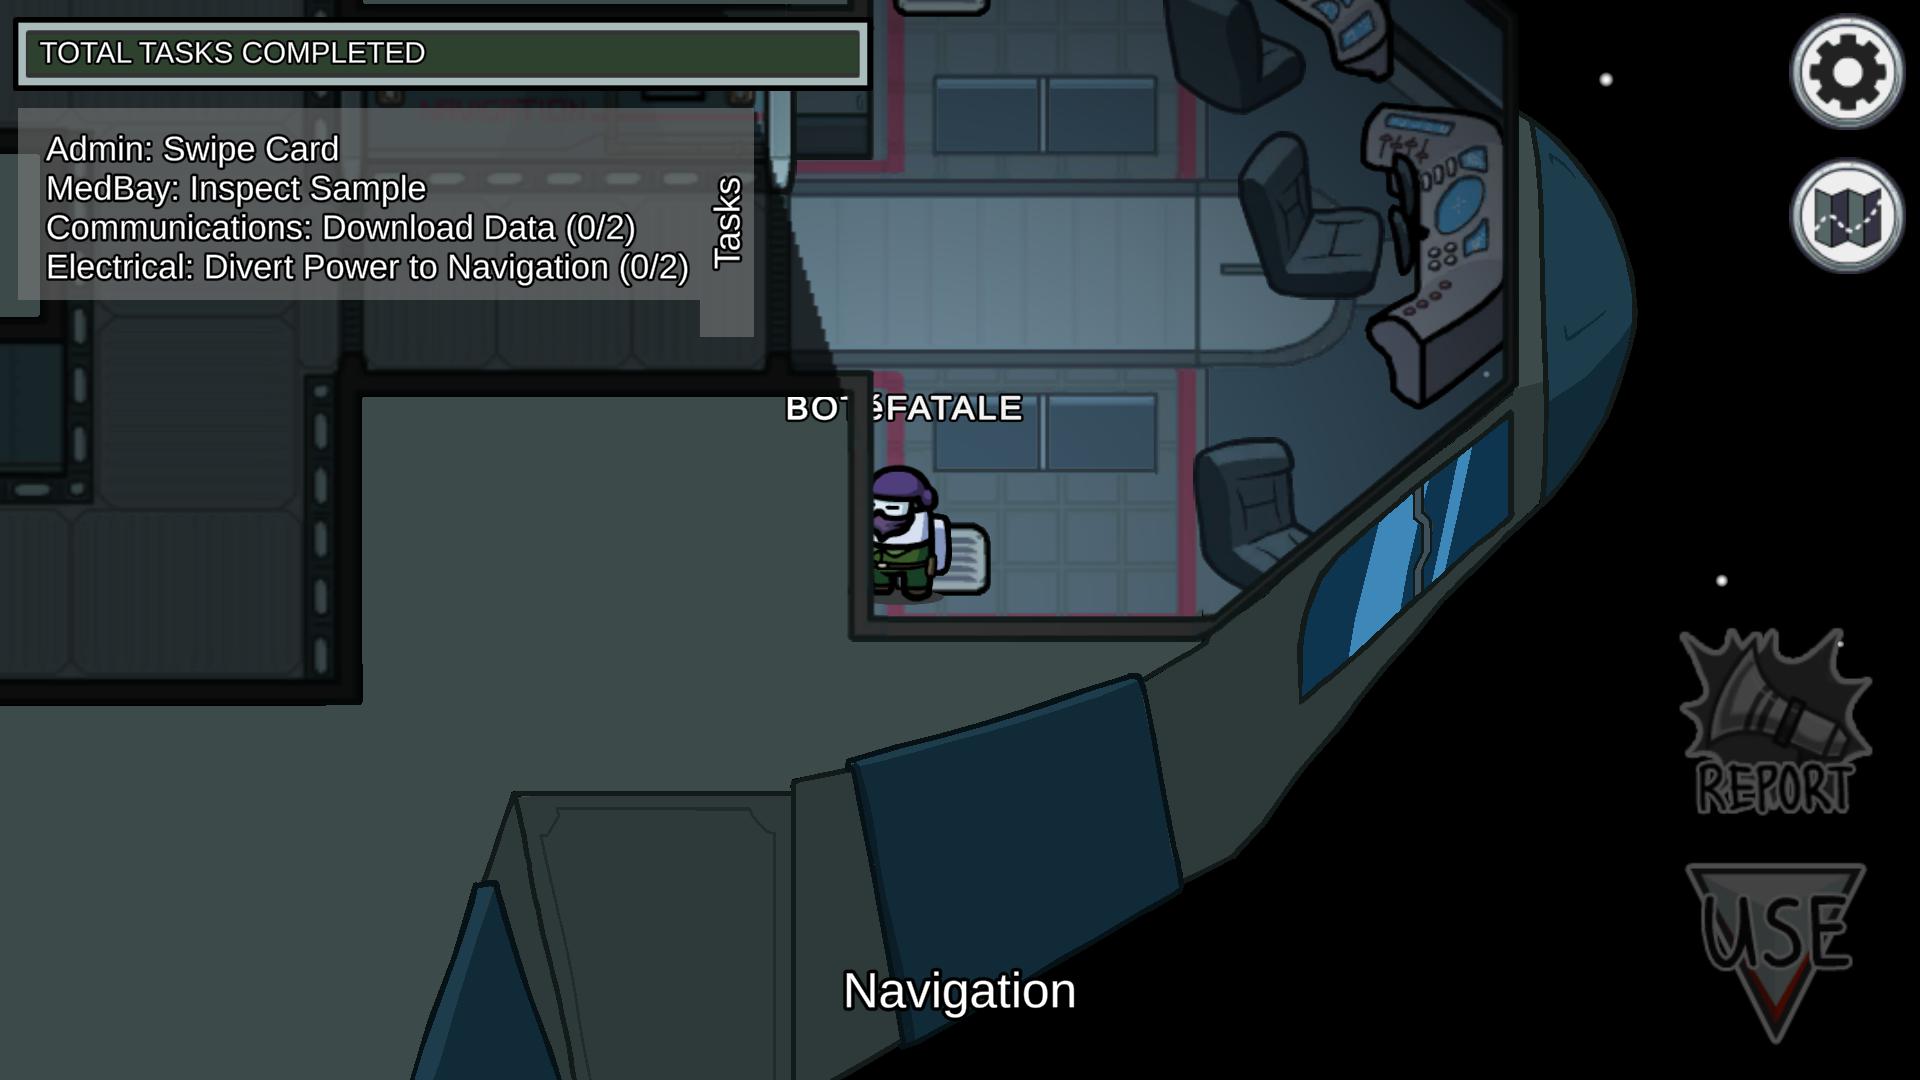 TOTAL TASKS COMPLETED
Admin: Swipe Card
MedBay: Inspect Sample
Communications: Download Data (0/2)
Electrical: Divert Power to Navigation (0/2)
Tasks
NAVIGATION
REPORT
USE
Navigation